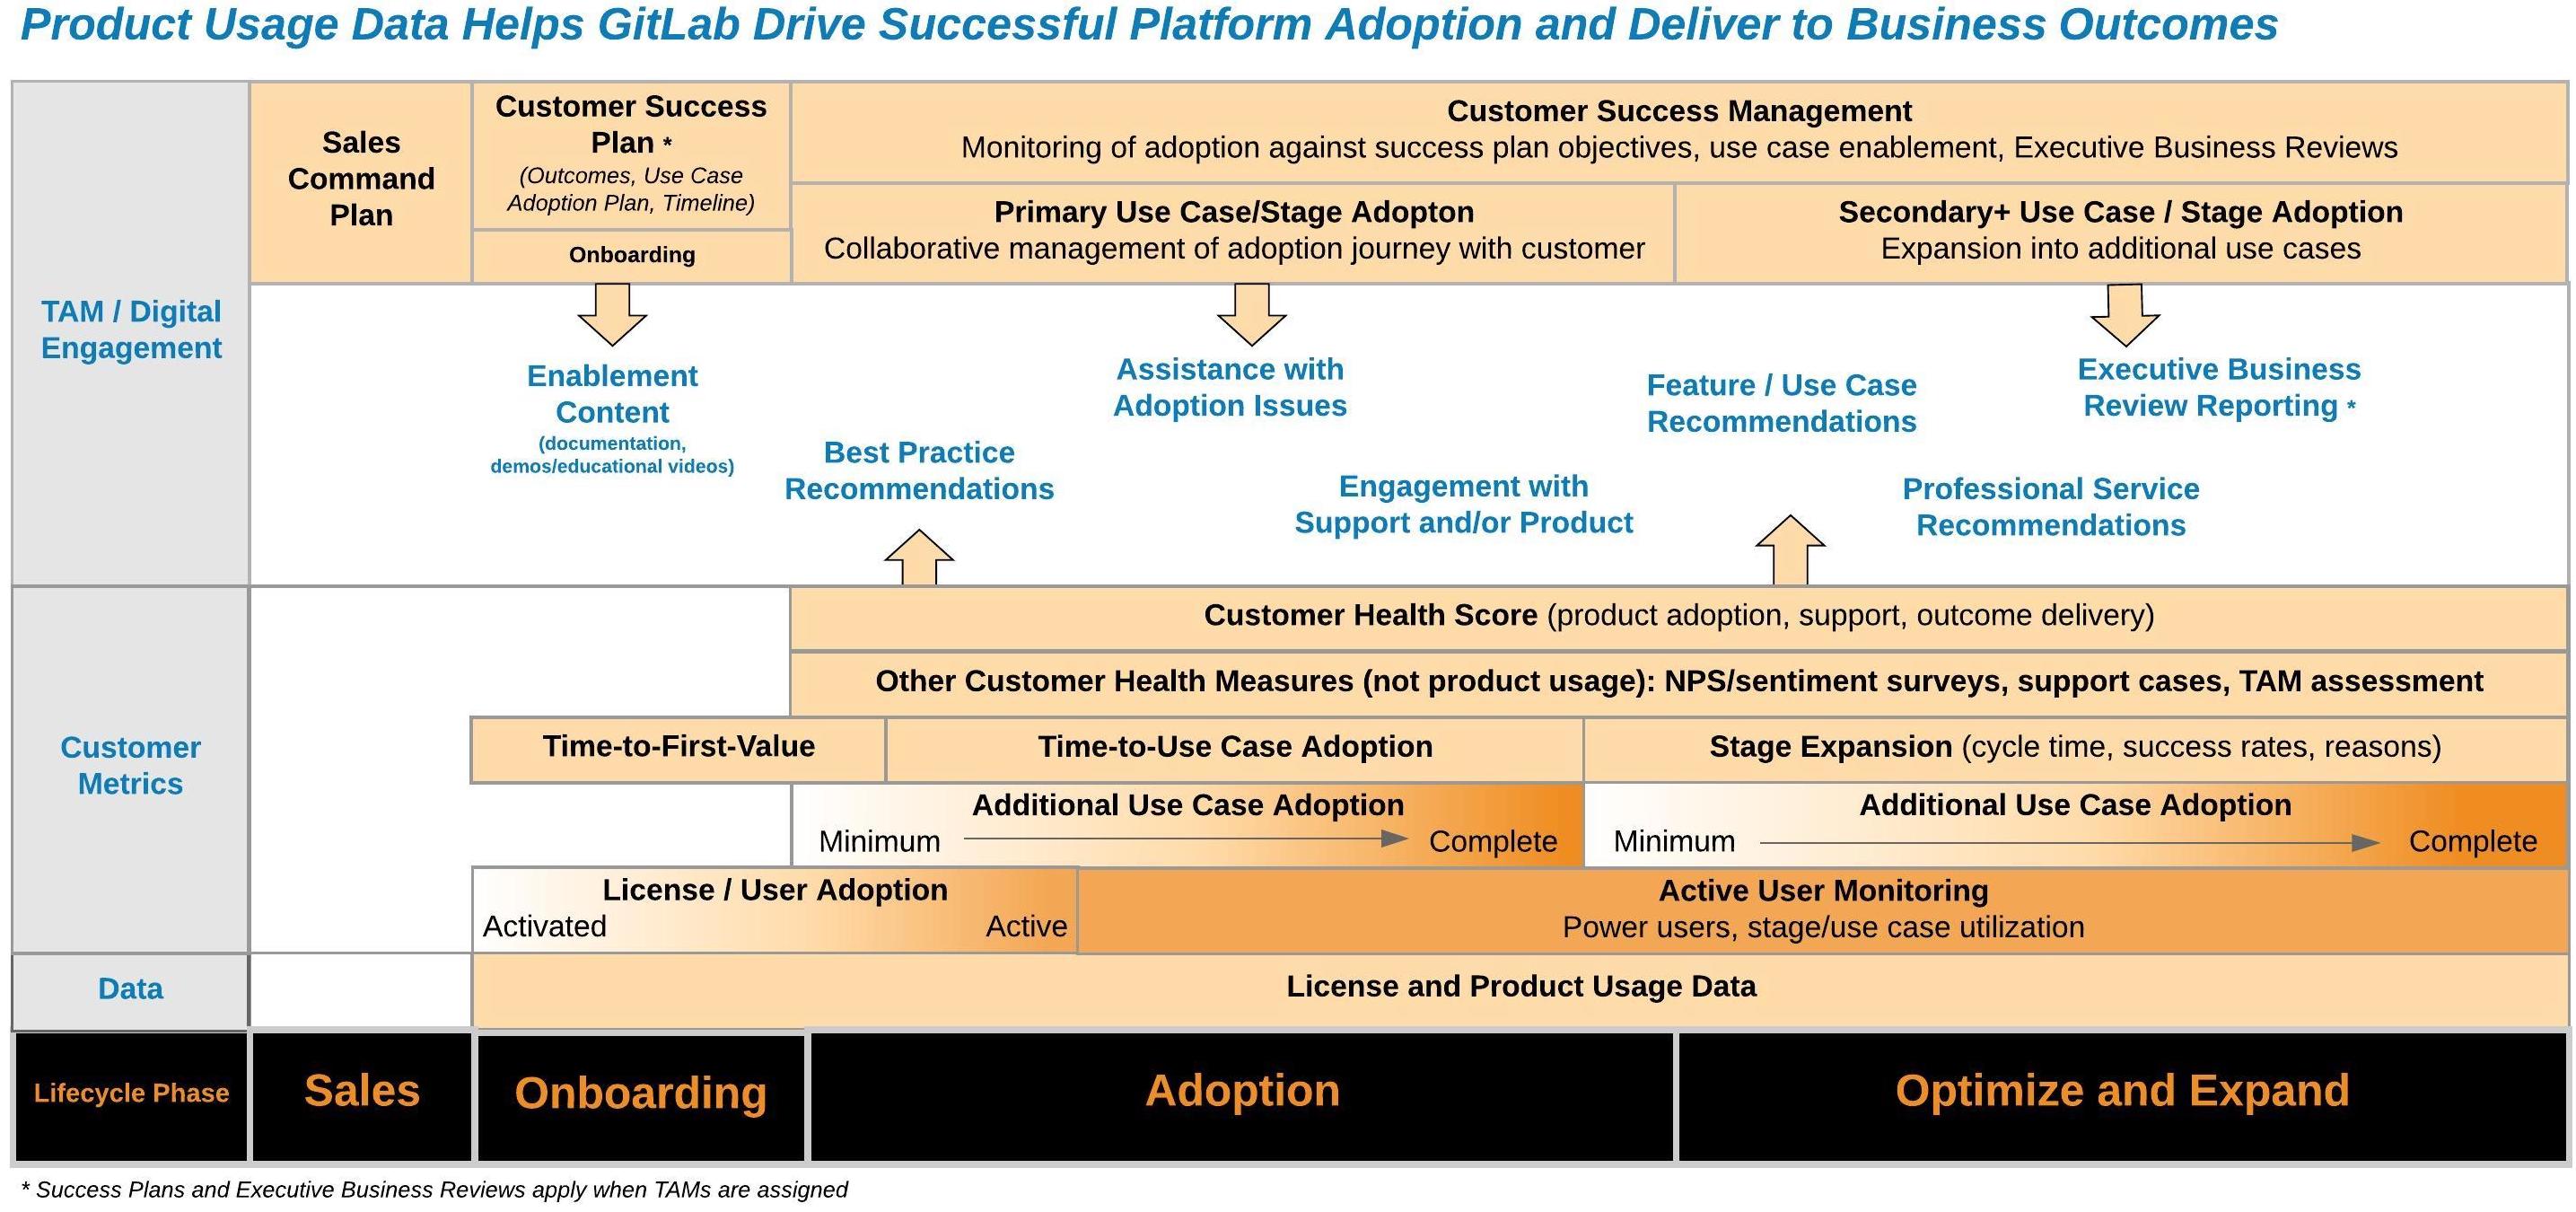 Product Usage Data Helps GitLab Drive Successful Platform Adoption and Deliver to Business Outcomes
TAM / Digital
Engagement
Sales
Command
Plan
Customer Success
Plan *
(Outcomes, Use Case
Adoption Plan, Timeline)
Onboarding
Customer Success Management
Monitoring of adoption against success plan objectives, use case enablement, Executive Business Reviews
Primary Use Case/Stage Adopton
Collaborative management of adoption journey with customer
Secondary+ Use Case / Stage Adoption
Expansion into additional use cases
Enablement
Content
(documentation,
demos/educational videos)
Best Practice
Recommendations
Assistance with
Adoption Issues
Engagement with
Support and/or Product
Feature / Use Case
Recommendations
Executive Business
Review Reporting *
Professional Service
Recommendations
Customer
Metrics
Customer Health Score (product adoption, support, outcome delivery)
Other Customer Health Measures (not product usage): NPS/sentiment surveys, support cases, TAM assessment
Time-to-First-Value
Time-to-Use Case Adoption
Stage Expansion (cycle time, success rates, reasons)
Additional Use Case Adoption
Minimum
Complete
Additional Use Case Adoption
Minimum
Complete
License / User Adoption
Activated
Active
Active User Monitoring
Power users, stage/use case utilization
Data
License and Product Usage Data
Lifecycle Phase
Sales
Onboarding
Adoption
Optimize and Expand
* Success Plans and Executive Business Reviews apply when TAMs are assigned